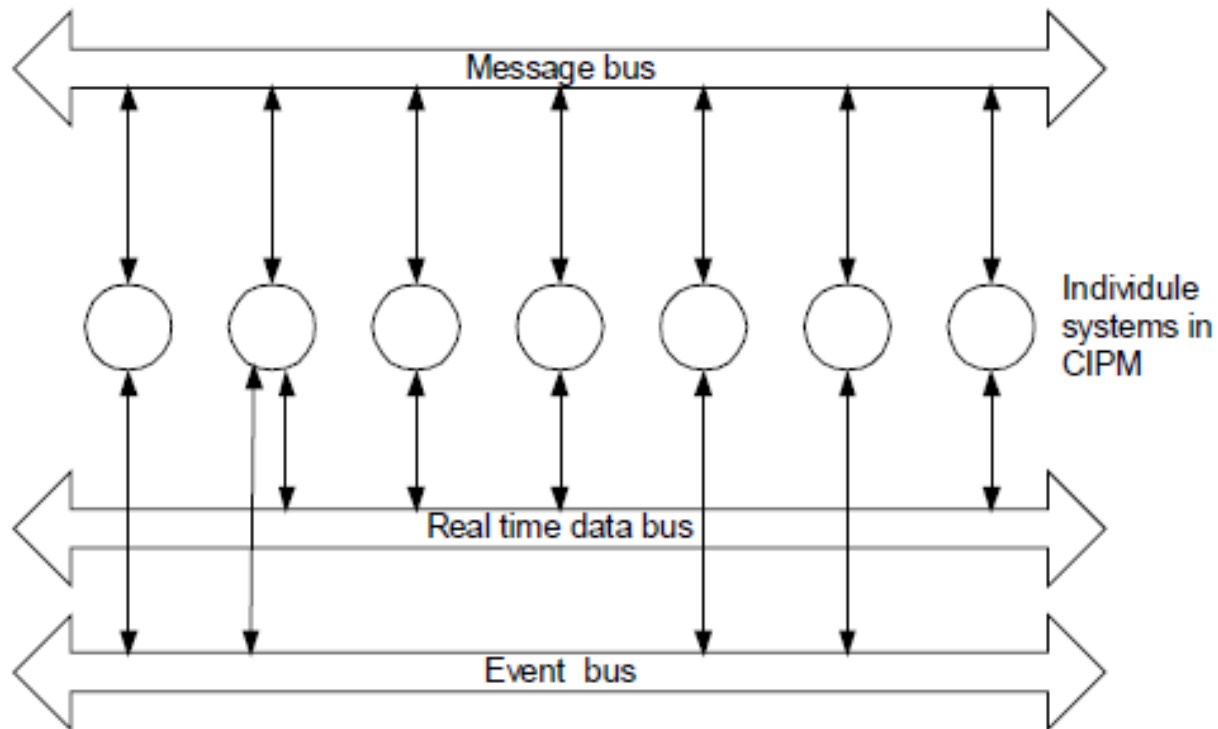 Message bus
Individule
systems in
CIPM
Real time data bus
Event bus